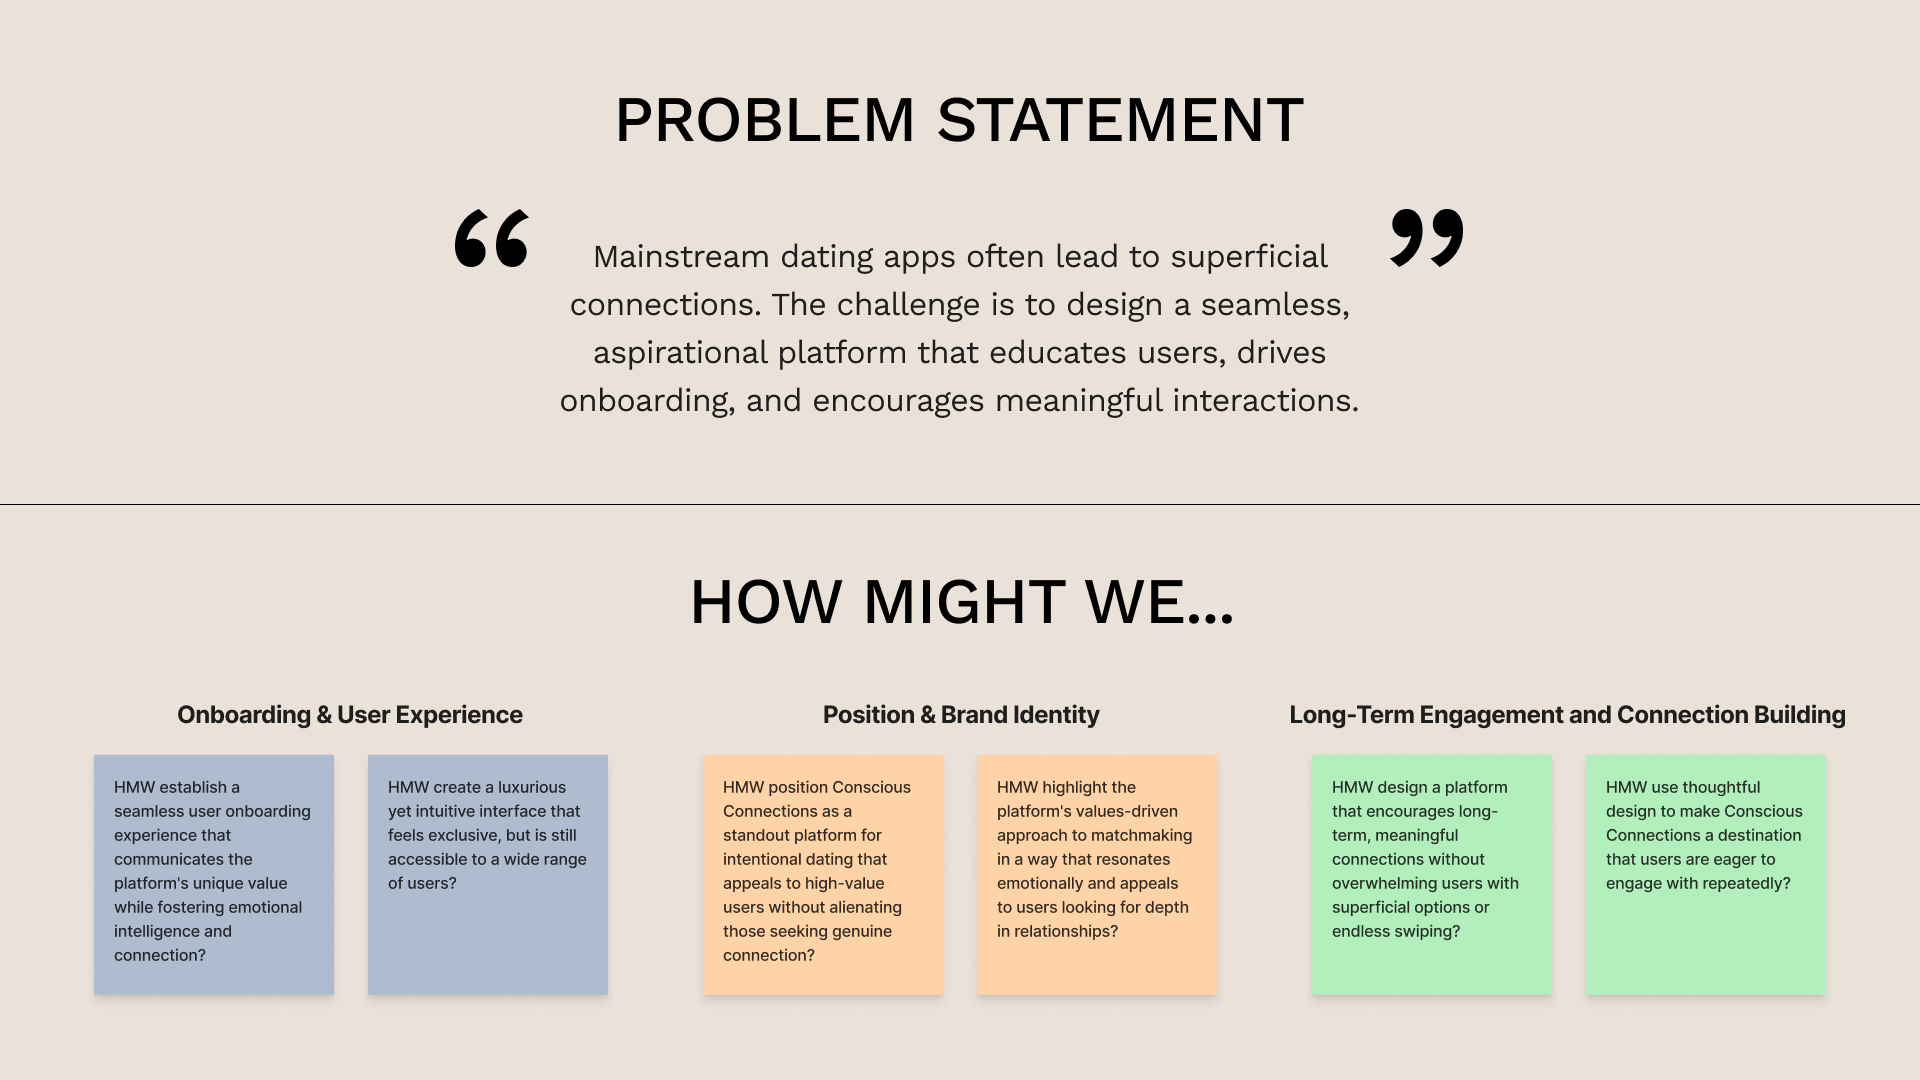 PROBLEM STATEMENT
“ Mainstream dating apps often lead to superficial ”
connections. The challenge is to design a seamless,
aspirational platform that educates users, drives
onboarding, and encourages meaningful interactions.
HOW MIGHT WE...
Onboarding & User Experience
HMW establish a
seamless user onboarding
experience that
communicates the
platform's unique value
while fostering emotional
intelligence and
connection?
HMW create a luxurious
yet intuitive interface that
feels exclusive, but is still
accessible to a wide range
of users?
Position & Brand Identity
HMW position Conscious
Connections as a
standout platform for
intentional dating that
appeals to high-value
users without alienating
those seeking genuine
connection?
HMW highlight the
platform's values-driven
approach to matchmaking
in a way that resonates
emotionally and appeals
to users looking for depth
in relationships?
Long-Term Engagement and Connection Building
HMW design a platform
that encourages long-
term, meaningful
connections without
overwhelming users with
superficial options or
endless swiping?
HMW use thoughtful
design to make Conscious
Connections a destination
that users are eager to
engage with repeatedly?